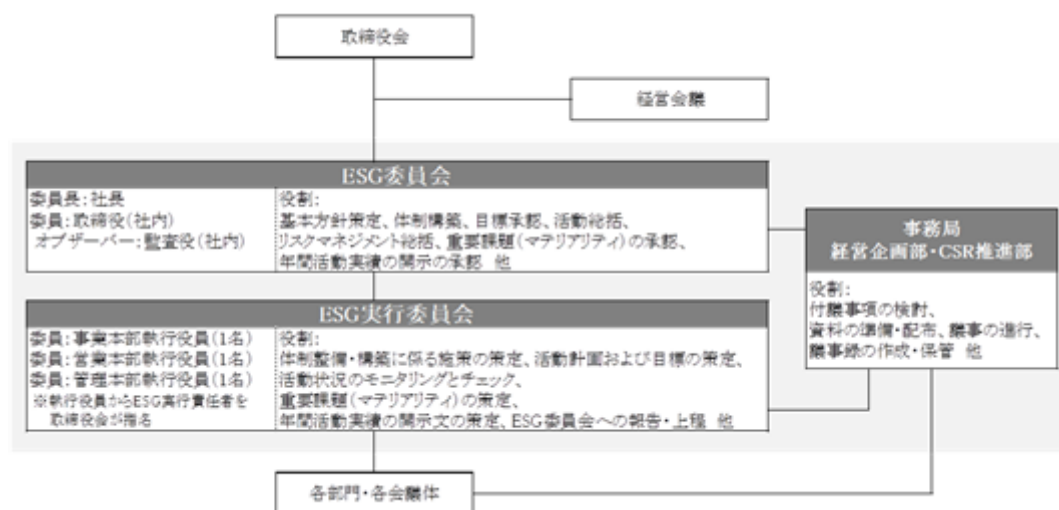 取締役会
経営会議
ESG委員会
委員長：社長
委員：取締役（社内）
オブザーバー：監査役（社内）
役割：
基本方針策定、体制構築、目標承認、活動総括、
リスクマネジメント総括、重要課題（マテリアリティ）の承認、
年間活動実績の開示の承認 他
事務局
経営企画部・CSR推進部
役割：
付議事項の検討、
資料の準備・配布、議事の進行、
議事録の作成・保管 他
ESG実行委員会
委員：事業本部執行役員（1名）
委員：営業本部執行役員（1名）
委員：管理本部執行役員（1名）
※執行役員からESG実行責任者を
取締役会が指名
役割：
体制整備・構築に係る施策の策定、活動計画および目標の策定、
活動状況のモニタリングとチェック、
重要課題（マテリアリティ）の策定、
年間活動実績の開示文の策定、ESG委員会への報告・上程 他
各部門・各会議体